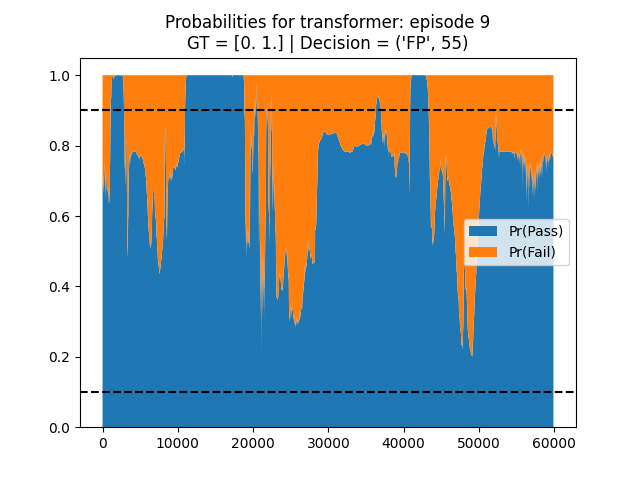 Probabilities for transformer: episode 9
GT = [0. 1.] | Decision = ('FP', 55)
1.0
0.8
0.6
0.4
0.2
0.0
Pr(Pass)
Pr(Fail)
0 10000 20000 30000 40000 50000 60000